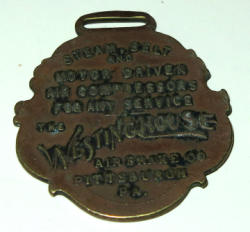 STEAM, BELT
AND
MOTOR DRIVEN
AIR COMPRESSORS
FOR ANY SERVICE
THE
WESTINGHOUSE
AIR BRAKE CO
PITTSBURGH
PA.